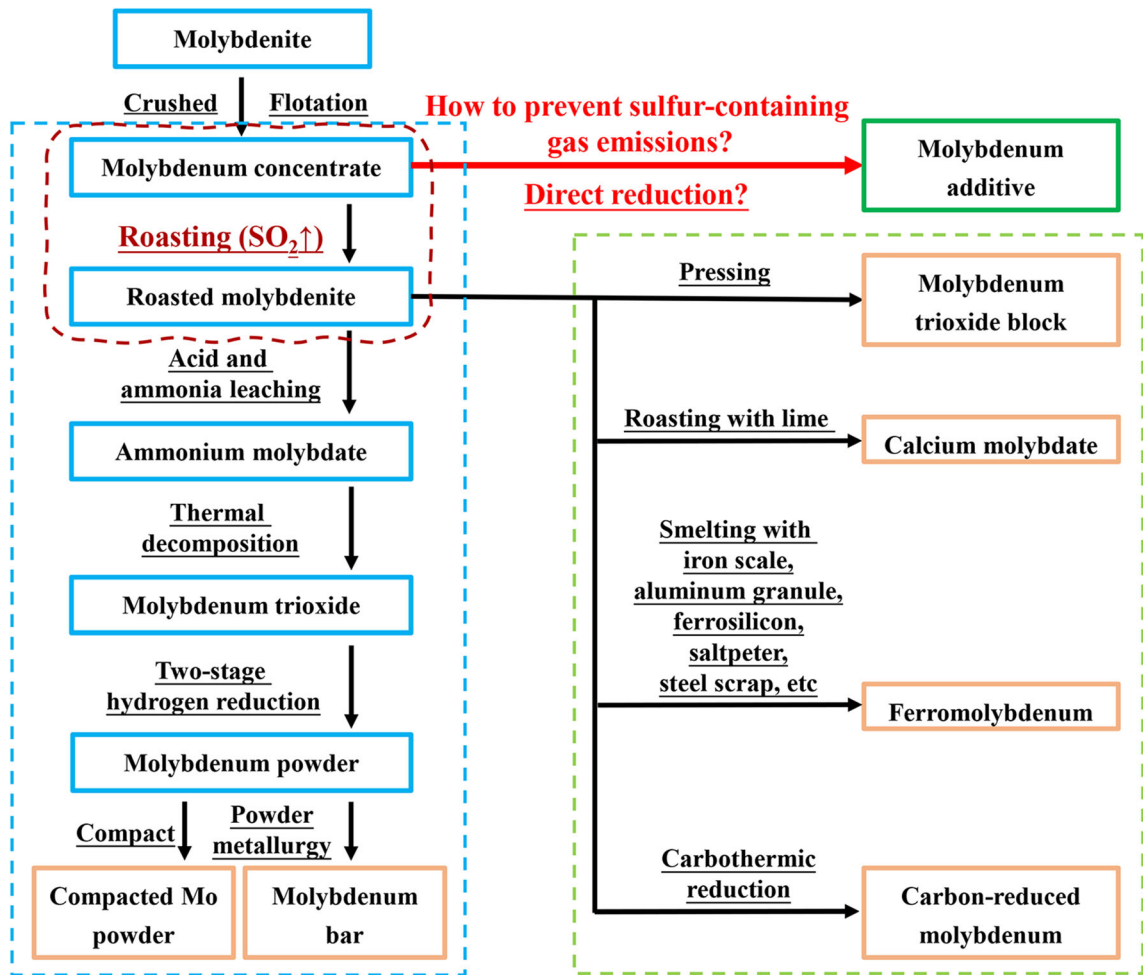 Molybdenite
Crushed
Flotation
Molybdenum concentrate
How to prevent sulfur-containing
gas emissions?
Direct reduction?
Molybdenum
additive
Roasting (SO₂↑)
Roasted molybdenite
Pressing
Molybdenum
trioxide block
Acid and
ammonia leaching
Roasting with lime
Calcium molybdate
Ammonium molybdate
Thermal
decomposition
Smelting with
iron scale,
aluminum granule,
ferrosilicon,
saltpeter,
steel scrap, etc
Ferromolybdenum
Molybdenum trioxide
Two-stage
hydrogen reduction
Molybdenum powder
Compact
Powder
metallurgy
Carbothermic
reduction
Carbon-reduced
molybdenum
Compacted Mo
powder
Molybdenum
bar